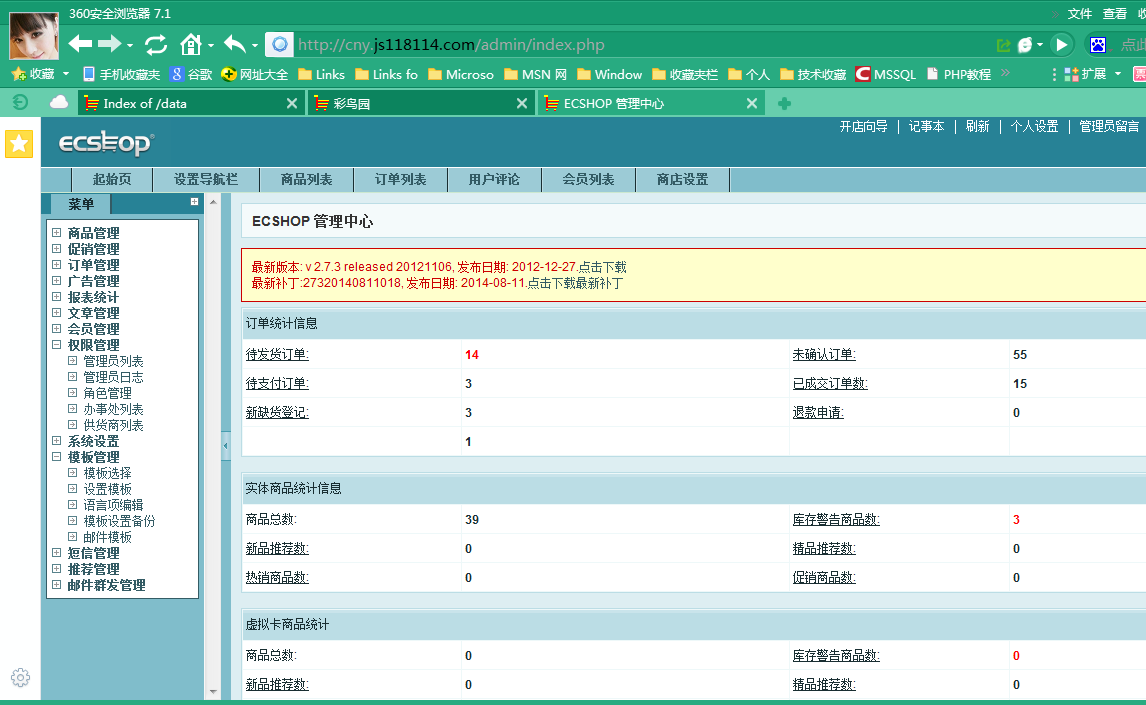 360安全浏览器 7.1 文件 查看
http://cny.js118114.com/admin/index.php 点此
收藏 手机收藏夹 谷歌 网址大全 Links Links fo Microso MSN 网 Window 收藏夹栏 个人 技术收藏 MSSQL PHP教程 » 扩展
Index of /data 彩鸟园 ECSHOP 管理中心
ecshop 开店向导 记事本 刷新 个人设置 管理员留言
起始页 设置导航栏 商品列表 订单列表 用户评论 会员列表 商店设置
菜单
商品管理
促销管理
订单管理
广告管理
报表统计
文章管理
会员管理
权限管理
管理员列表
管理员日志
角色管理
办事处列表
供货商列表
系统设置
模板管理
模板选择
设置模板
语言项编辑
模板设置备份
邮件模板
短信管理
推荐管理
邮件群发管理
ECSHOP 管理中心
最新版本: v 2.7.3 released 20121106, 发布日期: 2012-12-27.点击下载
最新补丁:27320140811018, 发布日期: 2014-08-11.点击下载最新补丁
订单统计信息
待发货订单: 14 未确认订单: 55
待支付订单: 3 已成交订单数: 15
新缺货登记: 3 退款申请: 0
1
实体商品统计信息
商品总数: 39 库存警告商品数: 3
新品推荐数: 0 精品推荐数: 0
热销商品数: 0 促销商品数: 0
虚拟卡商品统计
商品总数: 0 库存警告商品数: 0
新品推荐数: 0 精品推荐数: 0